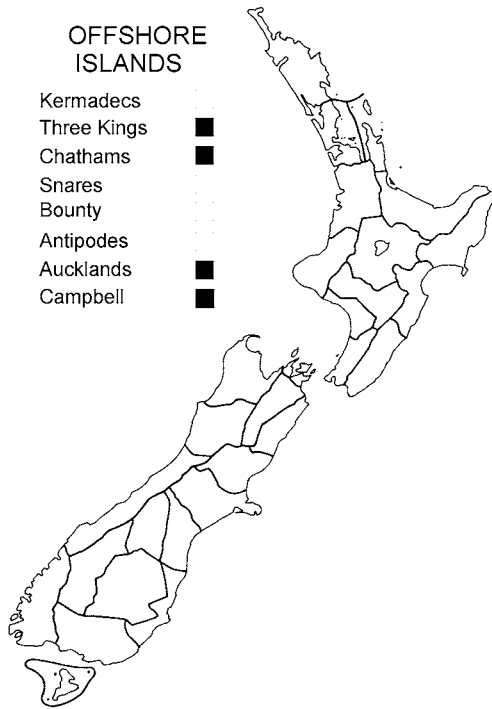 OFFSHORE
ISLANDS
Kermadecs
Three Kings
Chathams
Snares
Bounty
Antipodes
Aucklands
Campbell